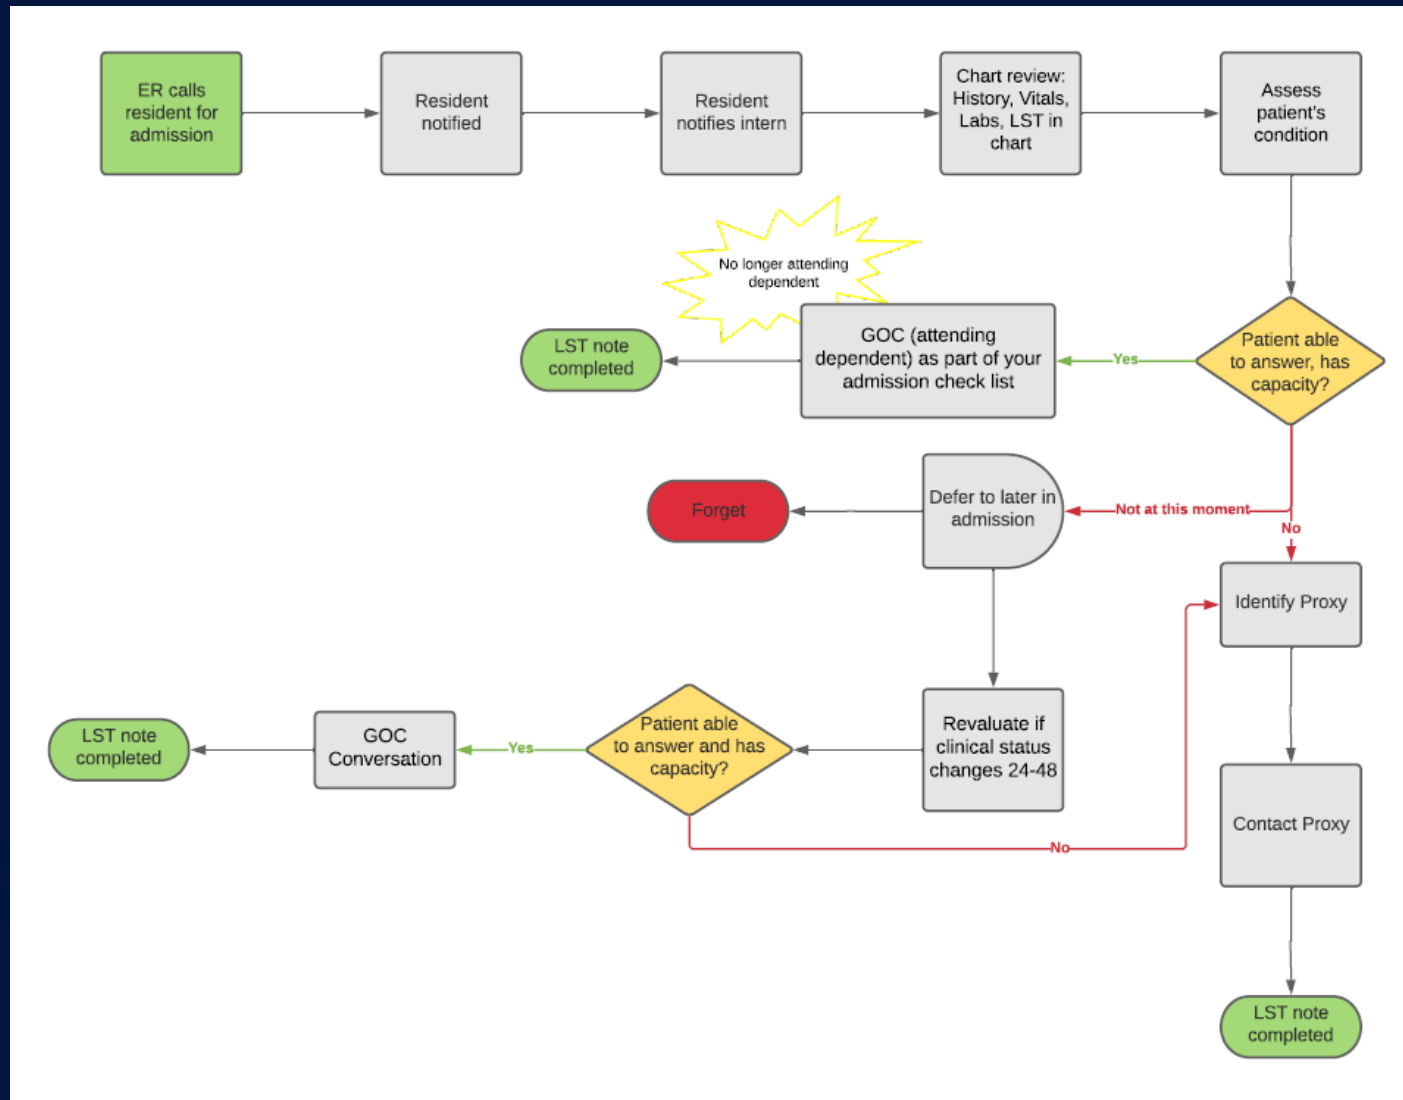 ER calls
resident for
admission
Resident
notified
Resident
notifies intern
Chart review:
History, Vitals,
Labs, LST in
chart
Assess
patient's
condition
No longer attending
dependent
LST note
completed
GOC (attending
dependent) as part of your
admission check list
Yes
Patient able
to answer, has
capacity?
Forget
Defer to later in
admission
Not at this moment
No
Identify Proxy
LST note
completed
GOC
Conversation
Yes
Patient able
to answer and has
capacity?
Revaluate if
clinical status
changes 24-48
No
Contact Proxy
LST note
completed